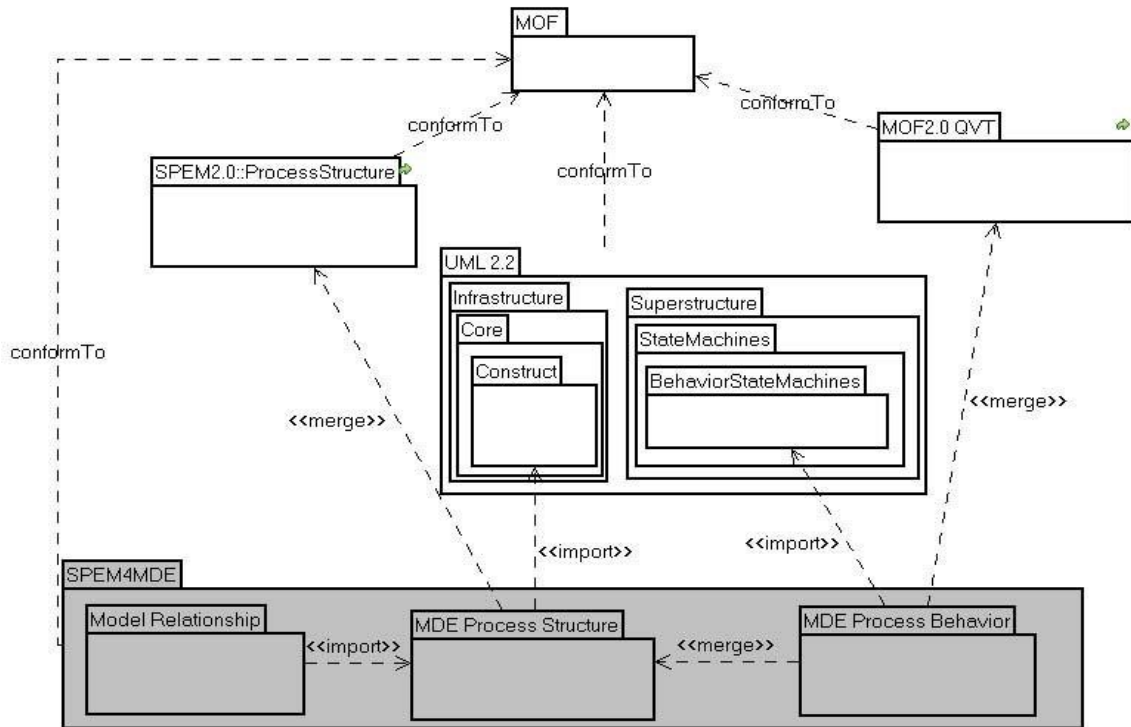 MOF
conformTo
conformTo
MOF2.0 QVT
SPEM2.0::ProcessStructure
conformTo
UML 2.2
Infrastructure
Superstructure
Core
StateMachines
conformTo
Construct
BehaviorStateMachines
<<merge>>
<<merge>>
<<import>>
<<import>>
SPEM4MDE
Model Relationship
MDE Process Structure
MDE Process Behavior
<<import>>
<<merge>>